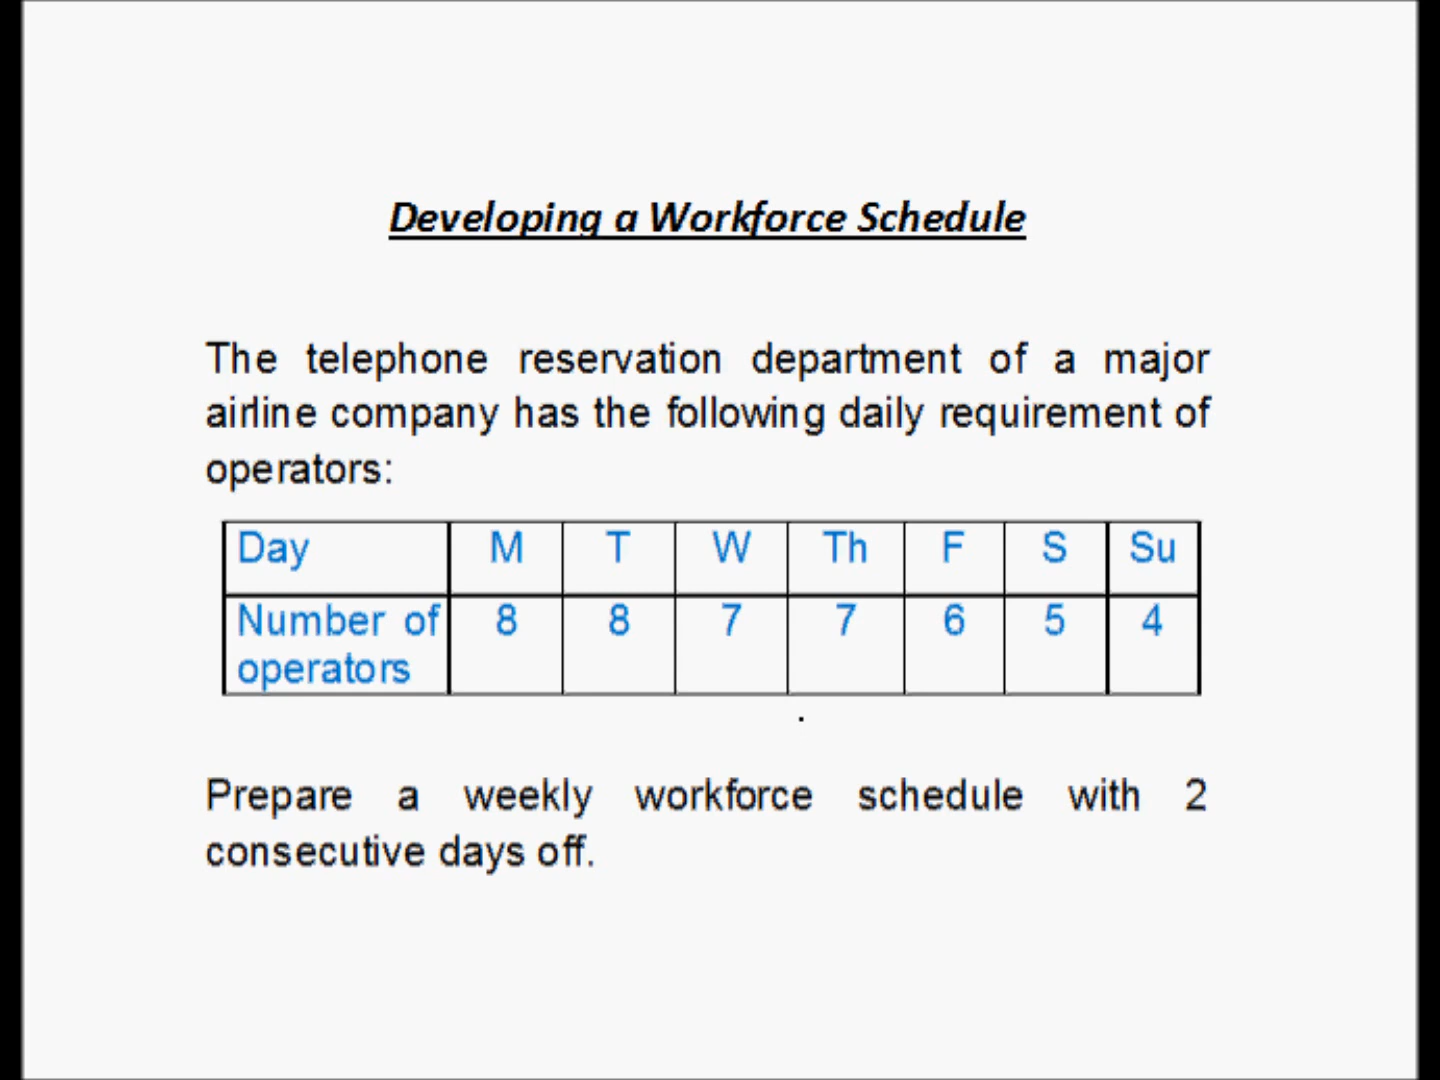 Developing a Workforce Schedule
The telephone reservation department of a major
airline company has the following daily requirement of
operators:
Day M T W Th F S Su
Number of 8 8 7 7 6 5 4
operators
Prepare a weekly workforce schedule with 2
consecutive days off.